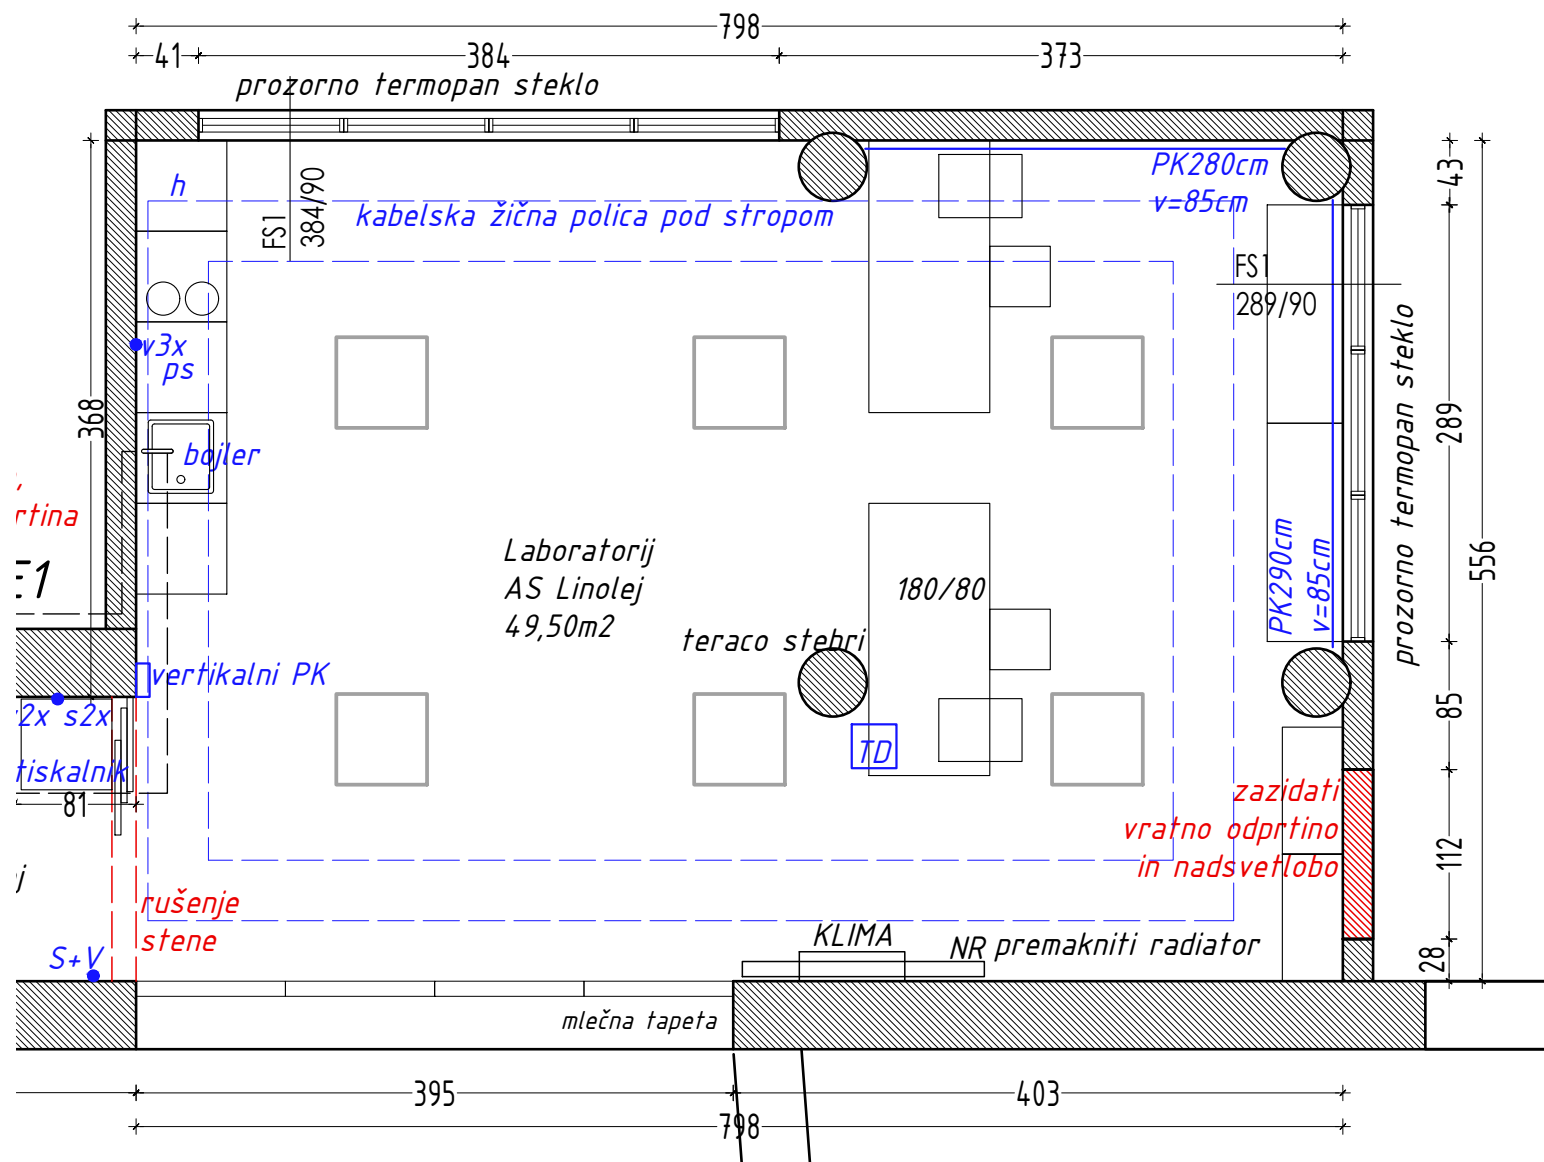 798
41
384
373
prozorno termopan steklo
h
FS1
384/90
kabelska žična polica pod stropom
PK280cm
v=85cm
43
FS1
289/90
prozorno termopan steklo
v3x
ps
368
bojler
289
rtina
E1
Laboratorij
AS Linolej
49,50m2
180/80
PK290cm
v=85cm
556
teraco stebri
vertikalni PK
2x s2x
tiskalnik
81
TD
85
zazidati
vratno odprtino
in nadsvetlobo
112
j
rušenje
stene
S+V
KLIMA
NR premakniti radiator
28
mlečna tapeta
395
403
798